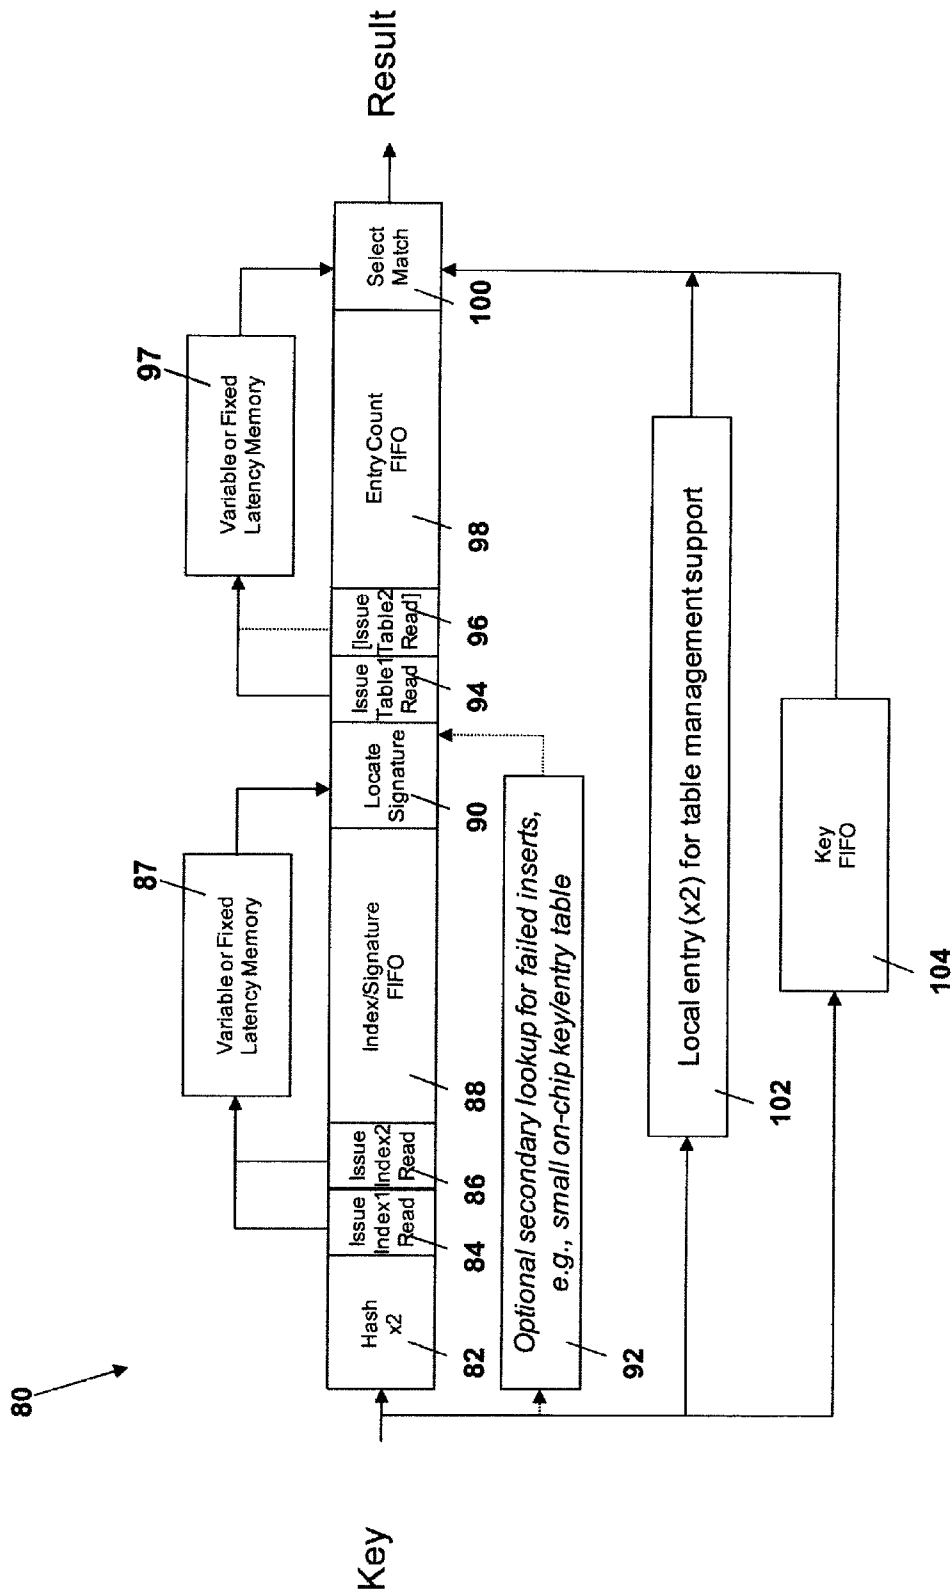 80
Key
Hash
x2
82
Issue
Index1
Read
84
Issue
Index2
Read
86
Variable or Fixed
Latency Memory
87
Index/Signature
FIFO
88
Locate
Signature
90
Optional secondary lookup for failed inserts,
e.g., small on-chip key/entry table
92
Issue
Table1
Read
94
[Issue
Table2
Read]
96
Variable or Fixed
Latency Memory
97
Entry Count
FIFO
98
Select
Match
100
Result
Local entry (x2) for table management support
102
Key
FIFO
104